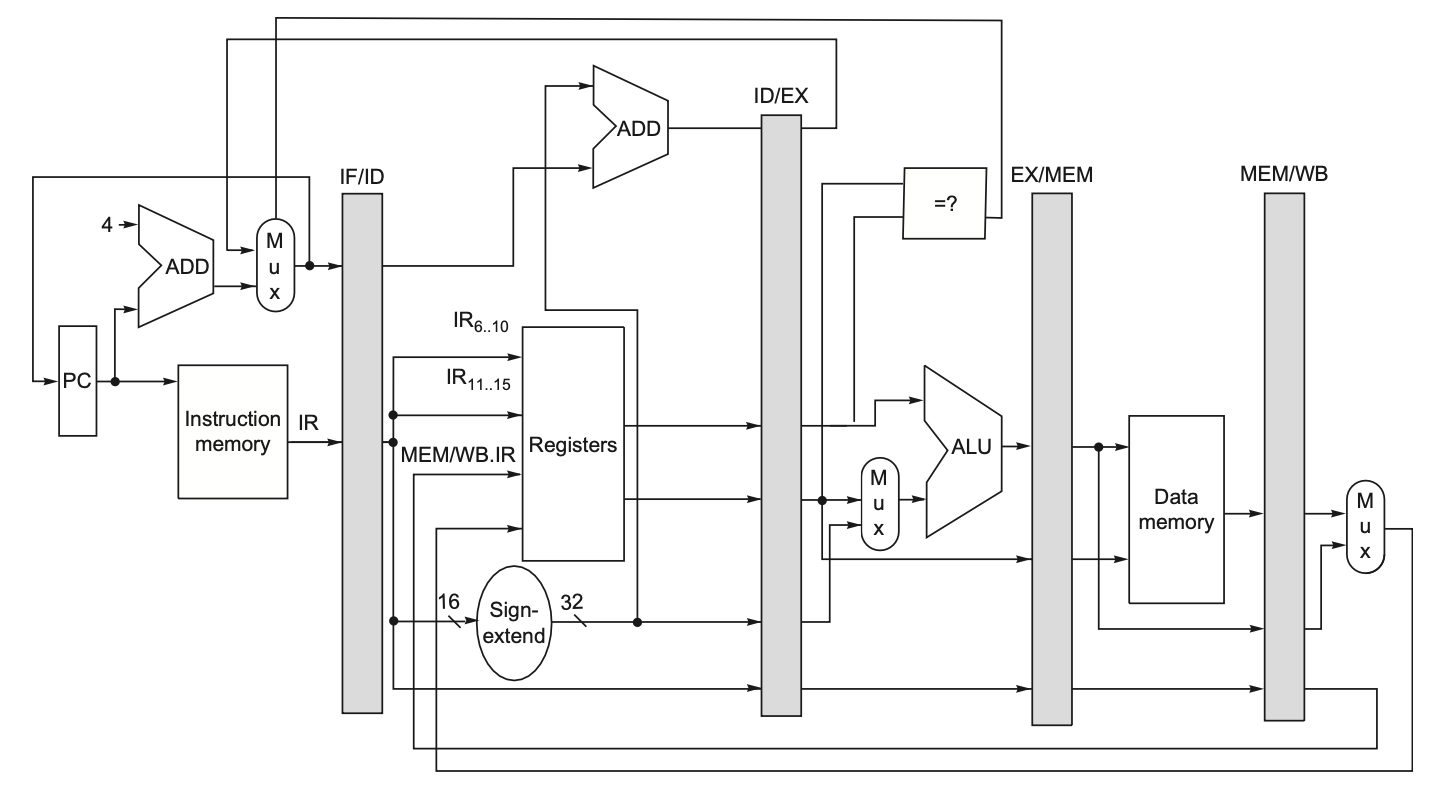 ID/EX
ADD
IF/ID
EX/MEM
MEM/WB
=?
4
ADD
M
u
x
IR6..10
PC
IR11..15
Instruction
memory
IR
MEM/WB.IR
Registers
ALU
M
u
x
Data
memory
M
u
x
16
Sign-
extend
32